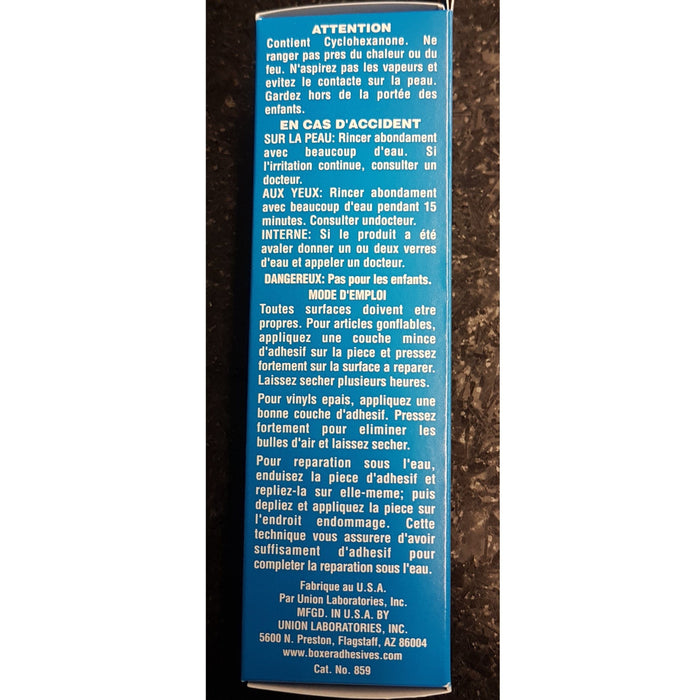 ATTENTION
Contient Cyclohexanone. Ne
ranger pas pres du chaleur ou du
feu. N'aspirez pas les vapeurs et
evitez le contacte sur la peau.
Gardez hors de la portée des
enfants.
EN CAS D'ACCIDENT
SUR LA PEAU: Rincer abondament
avec beaucoup d'eau. Si
l'irritation continue, consulter un
docteur.
AUX YEUX: Rincer abondament
avec beaucoup d'eau pendant 15
minutes. Consulter undocteur.
INTERNE: Si le produit a été
avaler donner un ou deux verres
d'eau et appeler un docteur.
DANGEREUX: Pas pour les enfants.
MODE D'EMPLOI
Toutes surfaces doivent etre
propres. Pour articles gonflables,
appliquez une couche mince
d'adhesif sur la piece et pressez
fortement sur la surface a reparer.
Laissez secher plusieurs heures.
Pour vinyls epais, appliquez une
bonne couche d'adhesif. Pressez
fortement pour eliminer les
bulles d'air et laissez secher.
Pour reparation sous l'eau,
enduisez la piece d'adhesif et
repliez-la sur elle-meme; puis
depliez et appliquez la piece sur
l'endroit endommage. Cette
technique vous assurere d'avoir
suffisament d'adhesif pour
completer la reparation sous l'eau.
Fabrique au U.S.A.
Par Union Laboratories, Inc.
MFGD. IN U.S.A. BY
UNION LABORATORIES, INC.
5600 N. Preston, Flagstaff, AZ 86004
www.boxeradhesives.com
Cat. No. 859